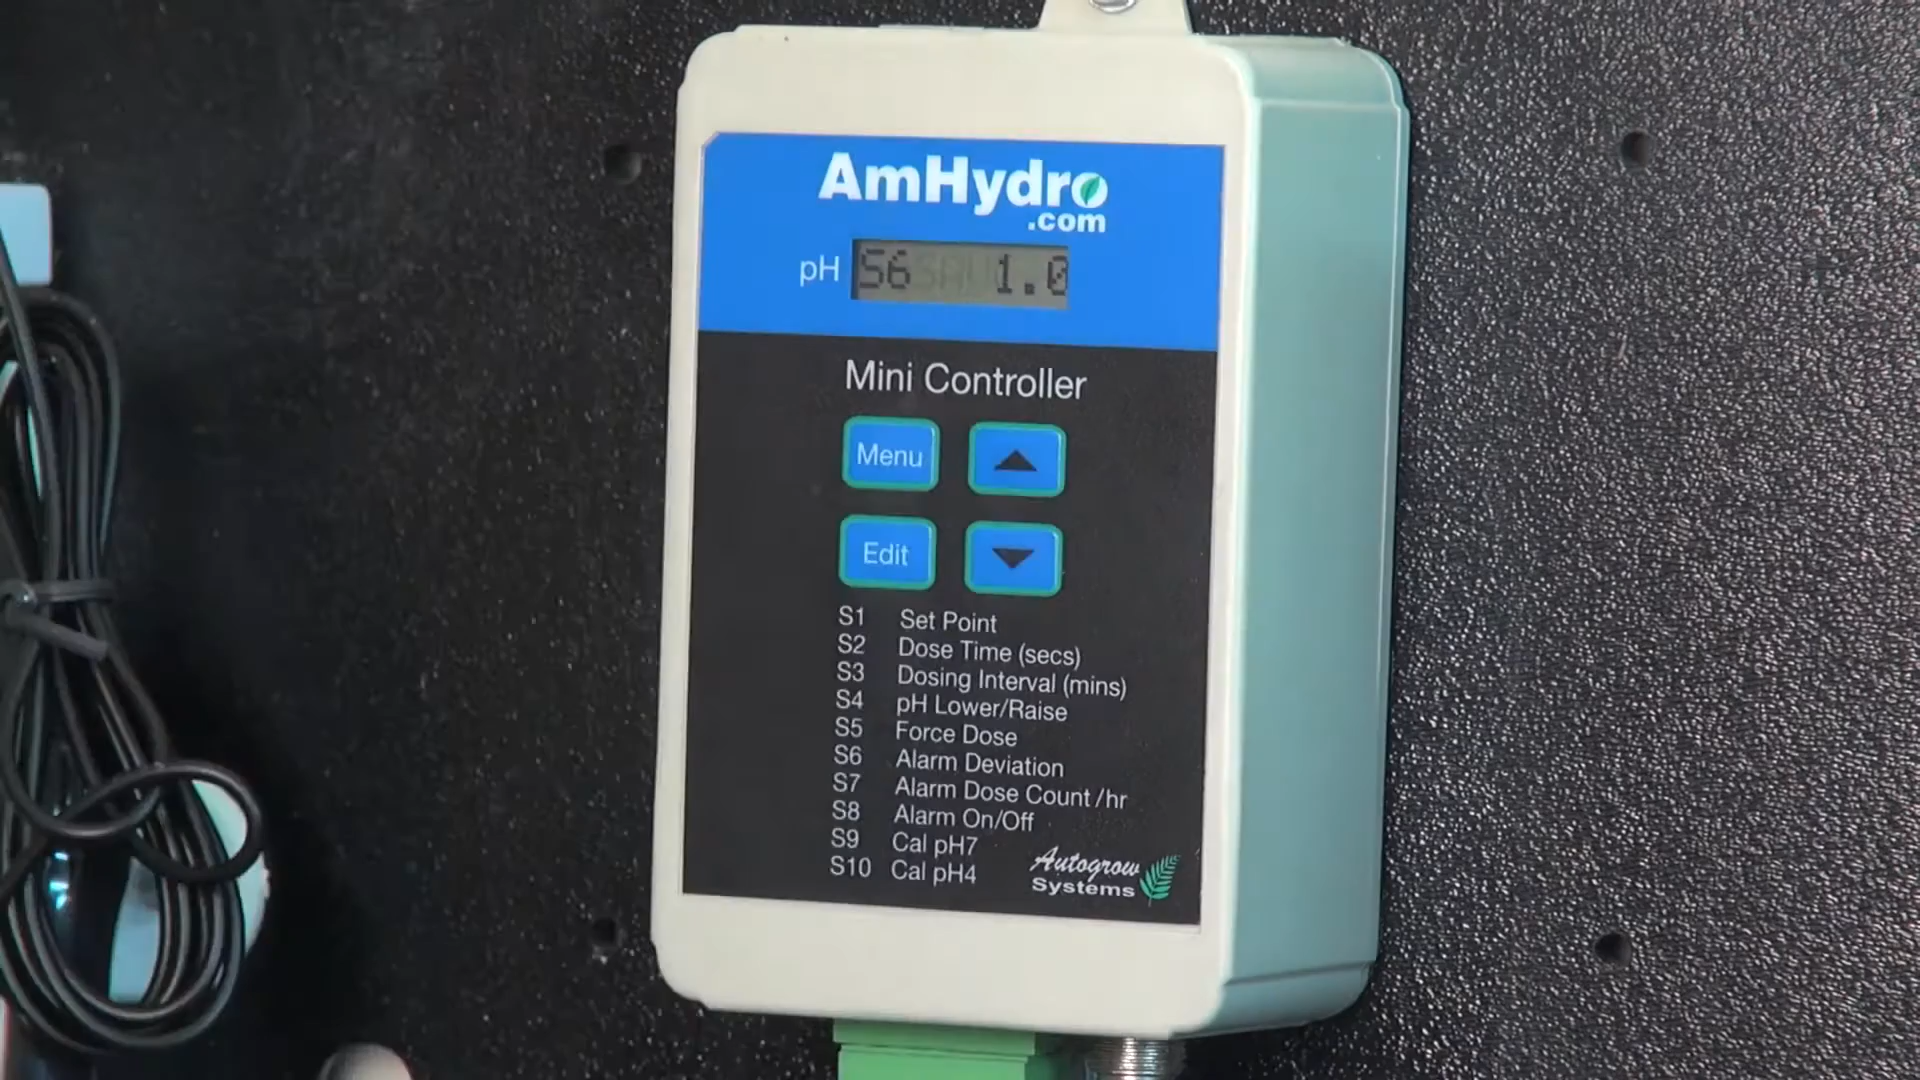 AmHydro
.com
pH S6 1.0
Mini Controller
Menu
Edit
S1 Set Point
S2 Dose Time (secs)
S3 Dosing Interval (mins)
S4 pH Lower/Raise
S5 Force Dose
S6 Alarm Deviation
S7 Alarm Dose Count /hr
S8 Alarm On/Off
S9 Cal pH7
S10 Cal pH4
Autogrow
Systems